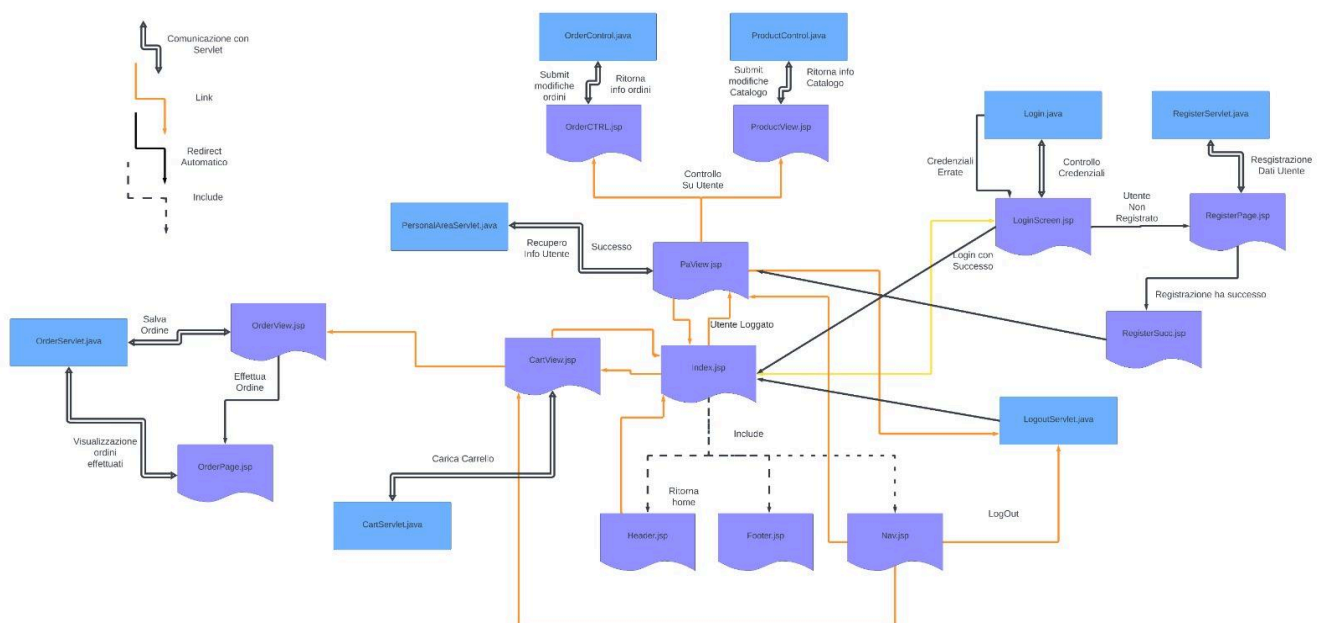 Comunicazione con
Servlet
Link
Redirect
Automatico
Include
OrderControl.java
ProductControl.java
Submit
modifiche
ordini
Ritorna
info ordini
Submit
modifiche
Catalogo
Ritorna info
Catalogo
OrderCTRL.jsp
ProductView.jsp
Controllo
Su Utente
Login.java
RegisterServlet.java
Credenziali
Errate
Controllo
Credenziali
Resgistrazione
Dati Utente
Utente
Non
Registrato
LoginScreen.jsp
RegisterPage.jsp
Login con
Successo
Registrazione ha successo
RegisterSucc.jsp
PersonalAreaServlet.java
Recupero
Info Utente
Successo
PaView.jsp
Utente Loggato
OrderServlet.java
Salva
Ordine
OrderView.jsp
CartView.jsp
Index.jsp
Effettua
Ordine
Visualizzazione
ordini
effettuati
OrderPage.jsp
Carica Carrello
CartServlet.java
Include
LogoutServlet.java
Ritorna
home
LogOut
Header.jsp
Footer.jsp
Nav.jsp